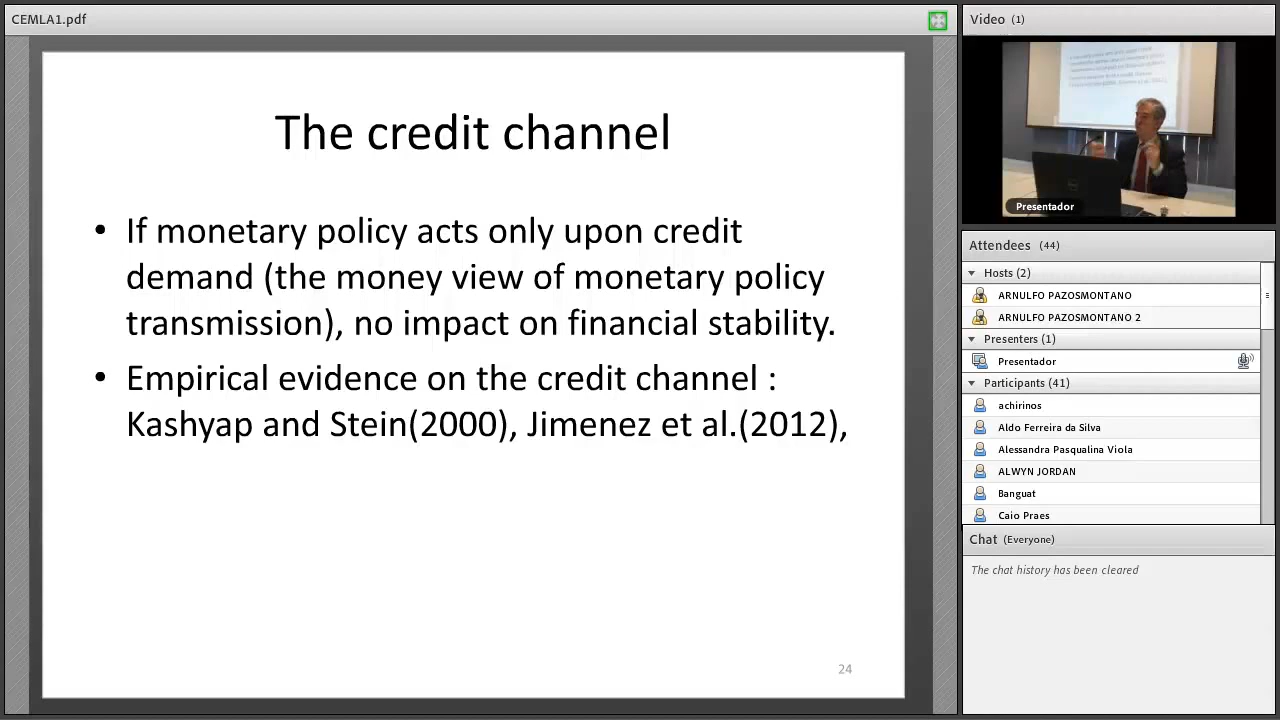 CEMLA1.pdf
The credit channel
• If monetary policy acts only upon credit
demand (the money view of monetary policy
transmission), no impact on financial stability.
• Empirical evidence on the credit channel :
Kashyap and Stein(2000), Jimenez et al.(2012),
24
Video (1)
Presentador
Attendees (44)
Hosts (2)
ARNULFO PAZOSMONTANO
ARNULFO PAZOSMONTANO 2
Presenters (1)
Presentador
Participants (41)
achirinos
Aldo Ferreira da Silva
Alessandra Pasqualina Viola
ALWYN JORDAN
Banguat
Caio Praes
Chat (Everyone)
The chat history has been cleared